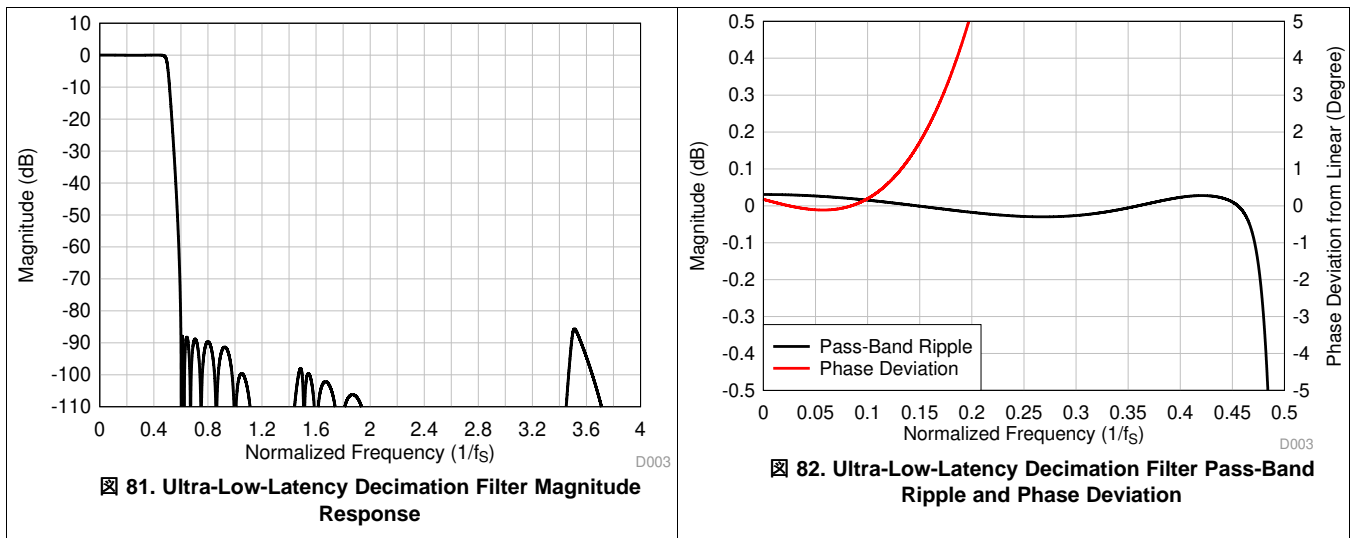 10
0
-10
-20
-30
-40
-50
-60
-70
-80
-90
-100
-110
Magnitude (dB)
0 0.4 0.8 1.2 1.6 2 2.4 2.8 3.2 3.6 4
Normalized Frequency (1/fS)
D003
図 81. Ultra-Low-Latency Decimation Filter Magnitude
Response
0.5
0.4
0.3
0.2
0.1
0
-0.1
-0.2
-0.3
-0.4
-0.5
Magnitude (dB)
5
4
3
2
1
0
-1
-2
-3
-4
-5
Phase Deviation from Linear (Degree)
Pass-Band Ripple
Phase Deviation
0 0.05 0.1 0.15 0.2 0.25 0.3 0.35 0.4 0.45 0.5
Normalized Frequency (1/fS)
D003
図 82. Ultra-Low-Latency Decimation Filter Pass-Band
Ripple and Phase Deviation